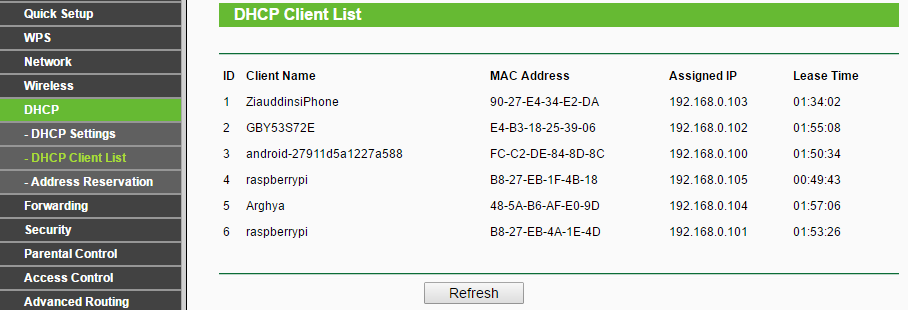 Quick Setup
WPS
Network
Wireless
DHCP
- DHCP Settings
- DHCP Client List
- Address Reservation
Forwarding
Security
Parental Control
Access Control
Advanced Routing
DHCP Client List
ID Client Name MAC Address Assigned IP Lease Time
1 ZiauddinsiPhone 90-27-E4-34-E2-DA 192.168.0.103 01:34:02
2 GBY53S72E E4-B3-18-25-39-06 192.168.0.102 01:55:08
3 android-27911d5a1227a588 FC-C2-DE-84-8D-8C 192.168.0.100 01:50:34
4 raspberrypi B8-27-EB-1F-4B-18 192.168.0.105 00:49:43
5 Arghya 48-5A-B6-AF-E0-9D 192.168.0.104 01:57:06
6 raspberrypi B8-27-EB-4A-1E-4D 192.168.0.101 01:53:26
Refresh